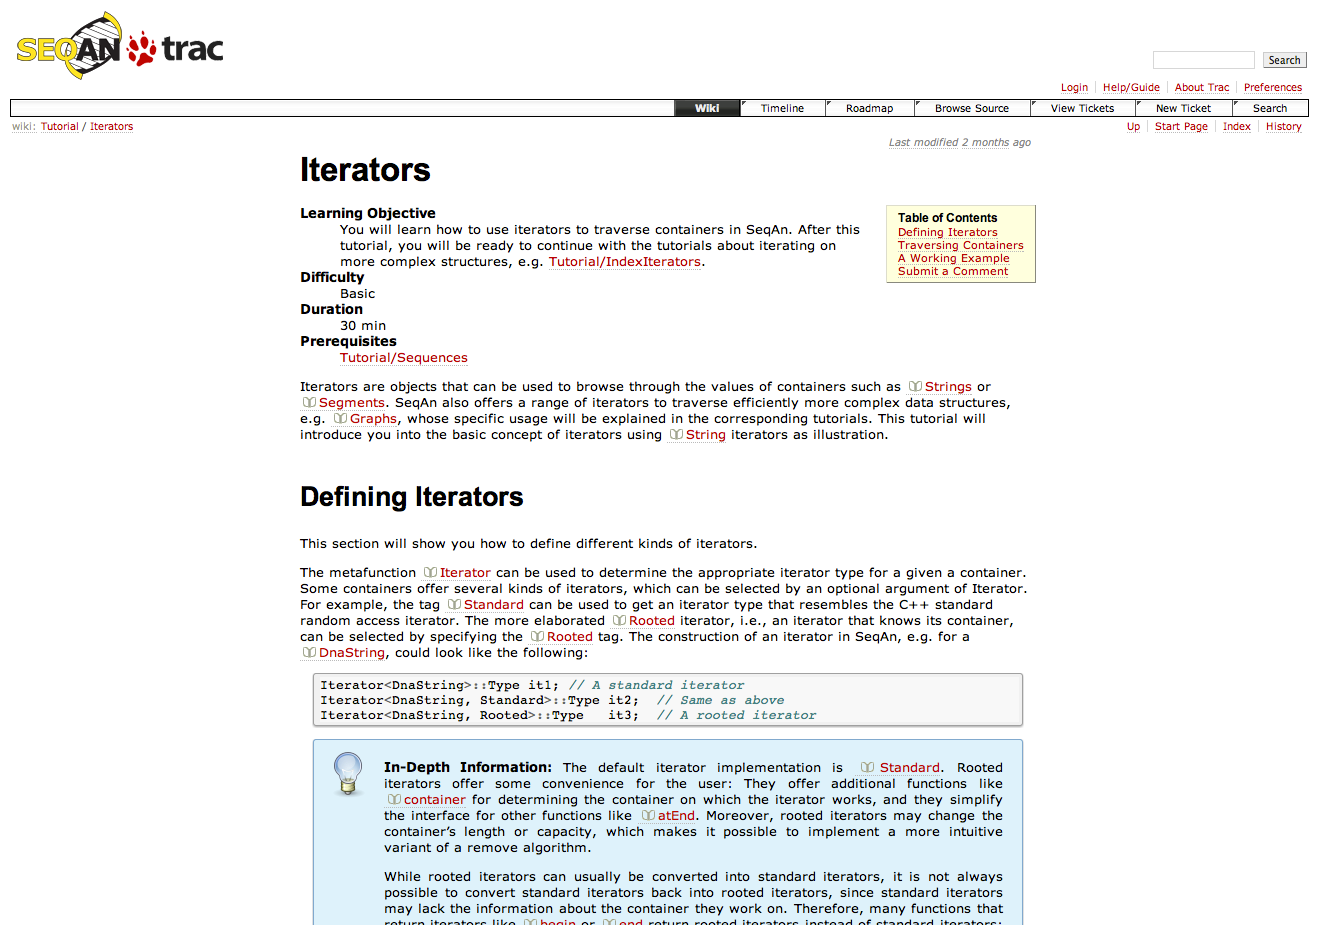 SEQAN trac
Search
Login Help/Guide About Trac Preferences
Wiki Timeline Roadmap Browse Source View Tickets New Ticket Search
wiki: Tutorial / Iterators
Up Start Page Index History
Last modified 2 months ago
Iterators
Learning Objective
You will learn how to use iterators to traverse containers in SeqAn. After this
tutorial, you will be ready to continue with the tutorials about iterating on
more complex structures, e.g. Tutorial/IndexIterators.
Difficulty
Basic
Duration
30 min
Prerequisites
Tutorial/Sequences
Table of Contents
Defining Iterators
Traversing Containers
A Working Example
Submit a Comment
Iterators are objects that can be used to browse through the values of containers such as Strings or
Segments. SeqAn also offers a range of iterators to traverse efficiently more complex data structures,
e.g. Graphs, whose specific usage will be explained in the corresponding tutorials. This tutorial will
introduce you into the basic concept of iterators using String iterators as illustration.
Defining Iterators
This section will show you how to define different kinds of iterators.
The metafunction Iterator can be used to determine the appropriate iterator type for a given a container.
Some containers offer several kinds of iterators, which can be selected by an optional argument of Iterator.
For example, the tag Standard can be used to get an iterator type that resembles the C++ standard
random access iterator. The more elaborated Rooted iterator, i.e., an iterator that knows its container,
can be selected by specifying the Rooted tag. The construction of an iterator in SeqAn, e.g. for a
DnaString, could look like the following:
Iterator<DnaString>::Type it1; // A standard iterator
Iterator<DnaString, Standard>::Type it2; // Same as above
Iterator<DnaString, Rooted>::Type it3; // A rooted iterator
In-Depth Information: The default iterator implementation is Standard. Rooted
iterators offer some convenience for the user: They offer additional functions like
container for determining the container on which the iterator works, and they simplify
the interface for other functions like atEnd. Moreover, rooted iterators may change the
container's length or capacity, which makes it possible to implement a more intuitive
variant of a remove algorithm.
While rooted iterators can usually be converted into standard iterators, it is not always
possible to convert standard iterators back into rooted iterators, since standard iterators
may lack the information about the container they work on. Therefore, many functions that
return iterators like begin or end return rooted iterators instead of standard iterators;